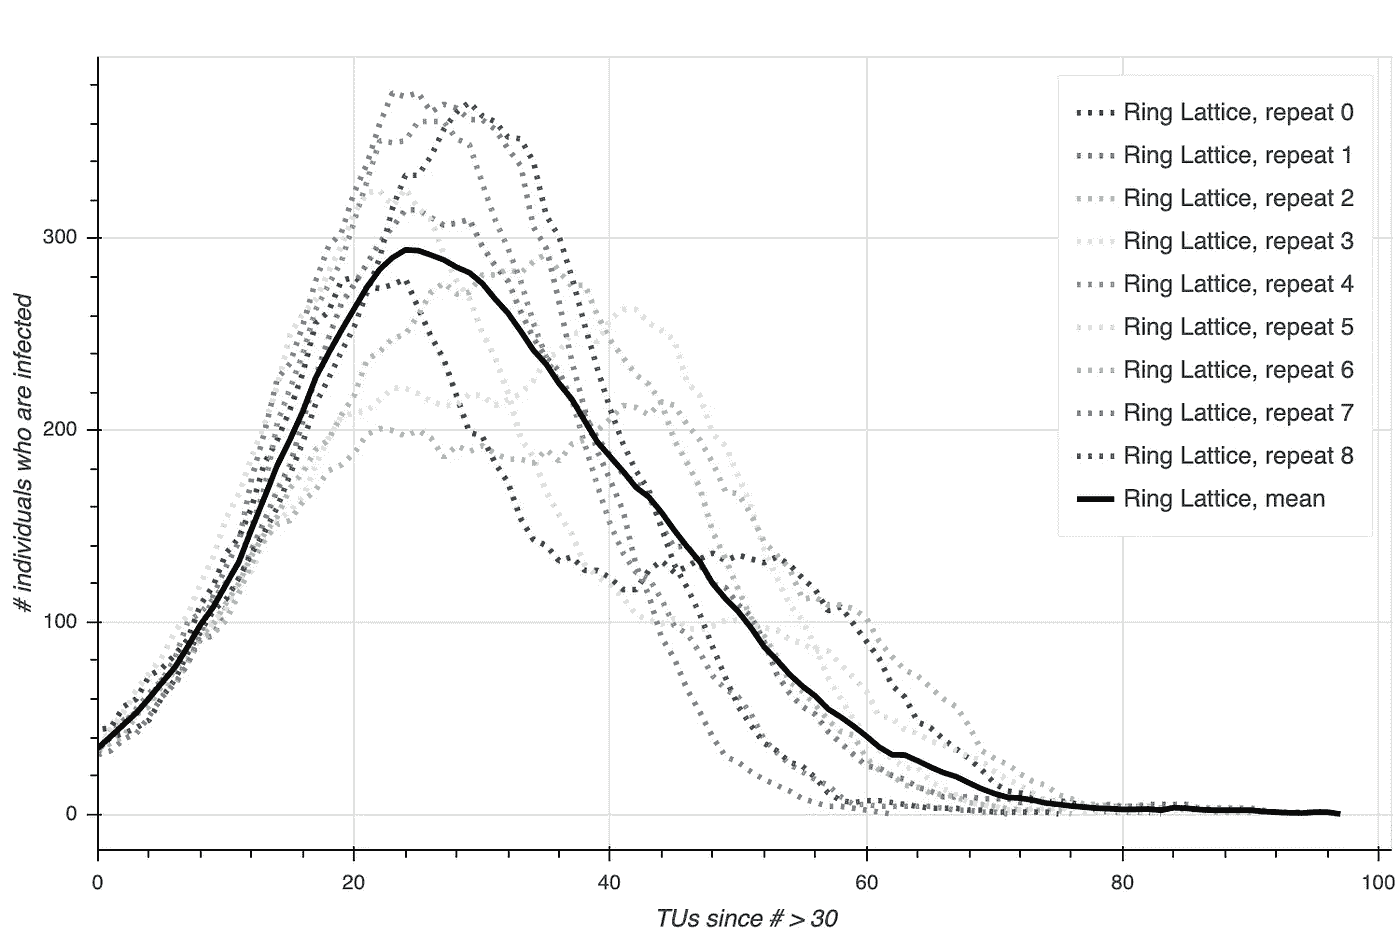 # individuals who are infected
300
200
100
0
0 20 40 60 80 100
TUs since # > 30
Ring Lattice, repeat 0
Ring Lattice, repeat 1
Ring Lattice, repeat 2
Ring Lattice, repeat 3
Ring Lattice, repeat 4
Ring Lattice, repeat 5
Ring Lattice, repeat 6
Ring Lattice, repeat 7
Ring Lattice, repeat 8
Ring Lattice, mean